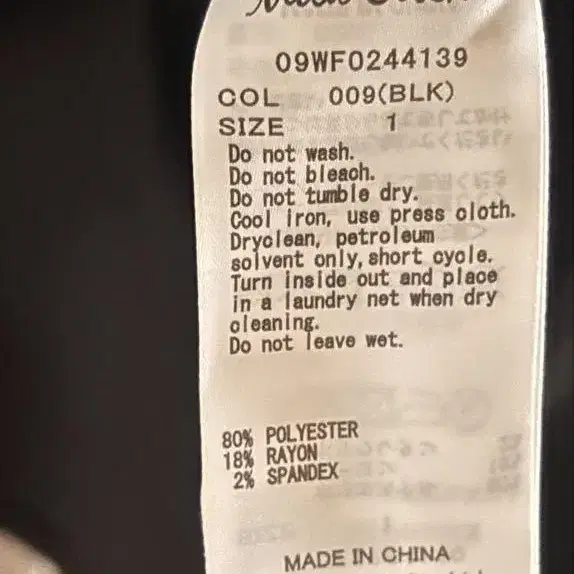 09WF0244139
COL 009(BLK)
SIZE 1
Do not wash.
Do not bleach.
Do not tumble dry.
Cool iron, use press cloth.
Dryclean, petroleum
solvent only, short cycle.
Turn inside out and place
in a laundry net when dry
cleaning.
Do not leave wet.
80% POLYESTER
18% RAYON
2% SPANDEX
MADE IN CHINA